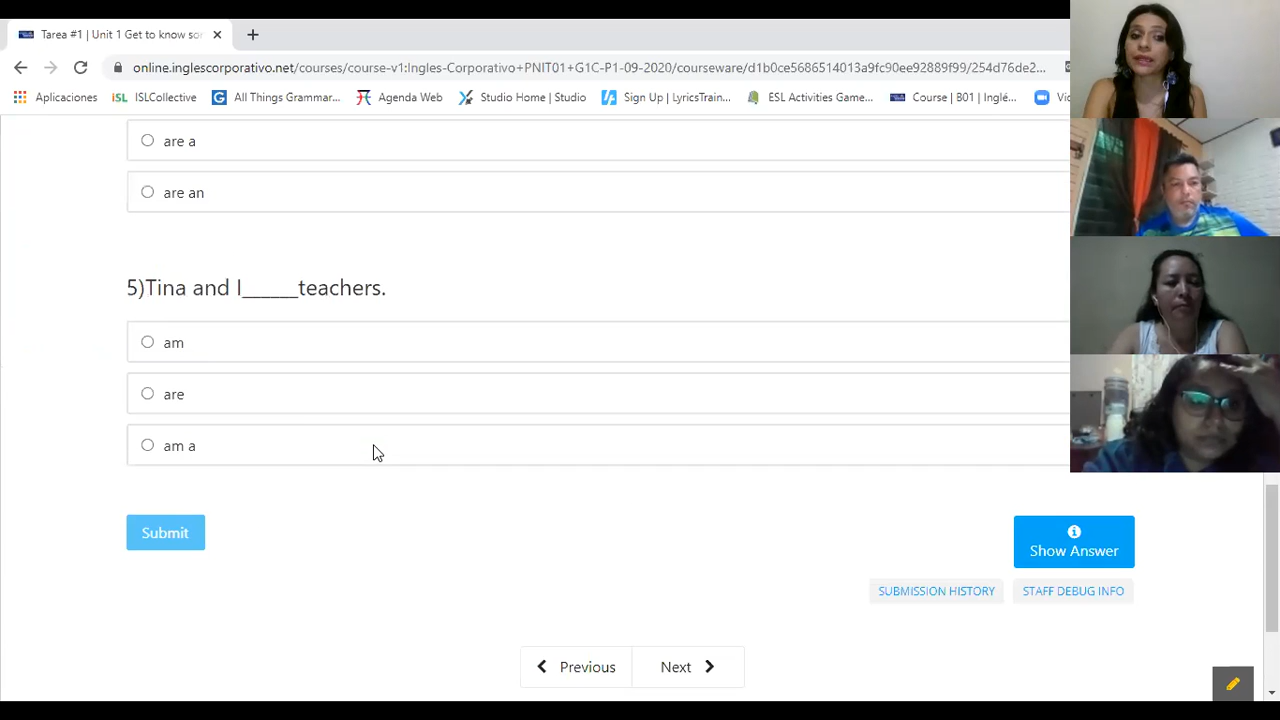 Tarea #1 | Unit 1 Get to know so
online.inglescorporativo.net/courses/course-v1:Ingles-Corporativo+PNIT01+G1C-P1-09-2020/courseware/d1b0ce5686514013a9fc90ee92889f99/254d76de2...
Aplicaciones iSL ISLCollective All Things Grammar... Agenda Web Studio Home | Studio Sign Up | LyricsTrain... ESL Activities Game... Course | B01 | Inglé...
are a
are an
5)Tina and I______teachers.
am
are
am a
Submit
Show Answer
SUBMISSION HISTORY STAFF DEBUG INFO
Previous Next